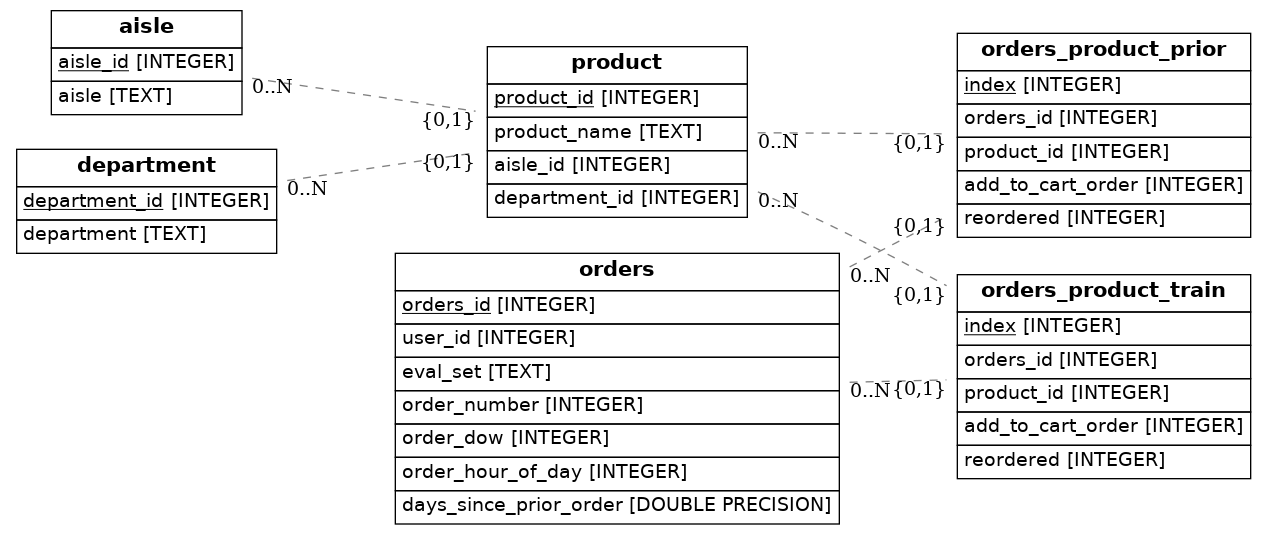 aisle
aisle_id [INTEGER]
aisle [TEXT]
0..N
{0,1}
department
department_id [INTEGER]
department [TEXT]
0..N
{0,1}
product
product_id [INTEGER]
product_name [TEXT]
aisle_id [INTEGER]
department_id [INTEGER]
0..N
{0,1}
0..N
{0,1}
orders
orders_id [INTEGER]
user_id [INTEGER]
eval_set [TEXT]
order_number [INTEGER]
order_dow [INTEGER]
order_hour_of_day [INTEGER]
days_since_prior_order [DOUBLE PRECISION]
0..N
{0,1}
0..N
{0,1}
orders_product_prior
index [INTEGER]
orders_id [INTEGER]
product_id [INTEGER]
add_to_cart_order [INTEGER]
reordered [INTEGER]
orders_product_train
index [INTEGER]
orders_id [INTEGER]
product_id [INTEGER]
add_to_cart_order [INTEGER]
reordered [INTEGER]